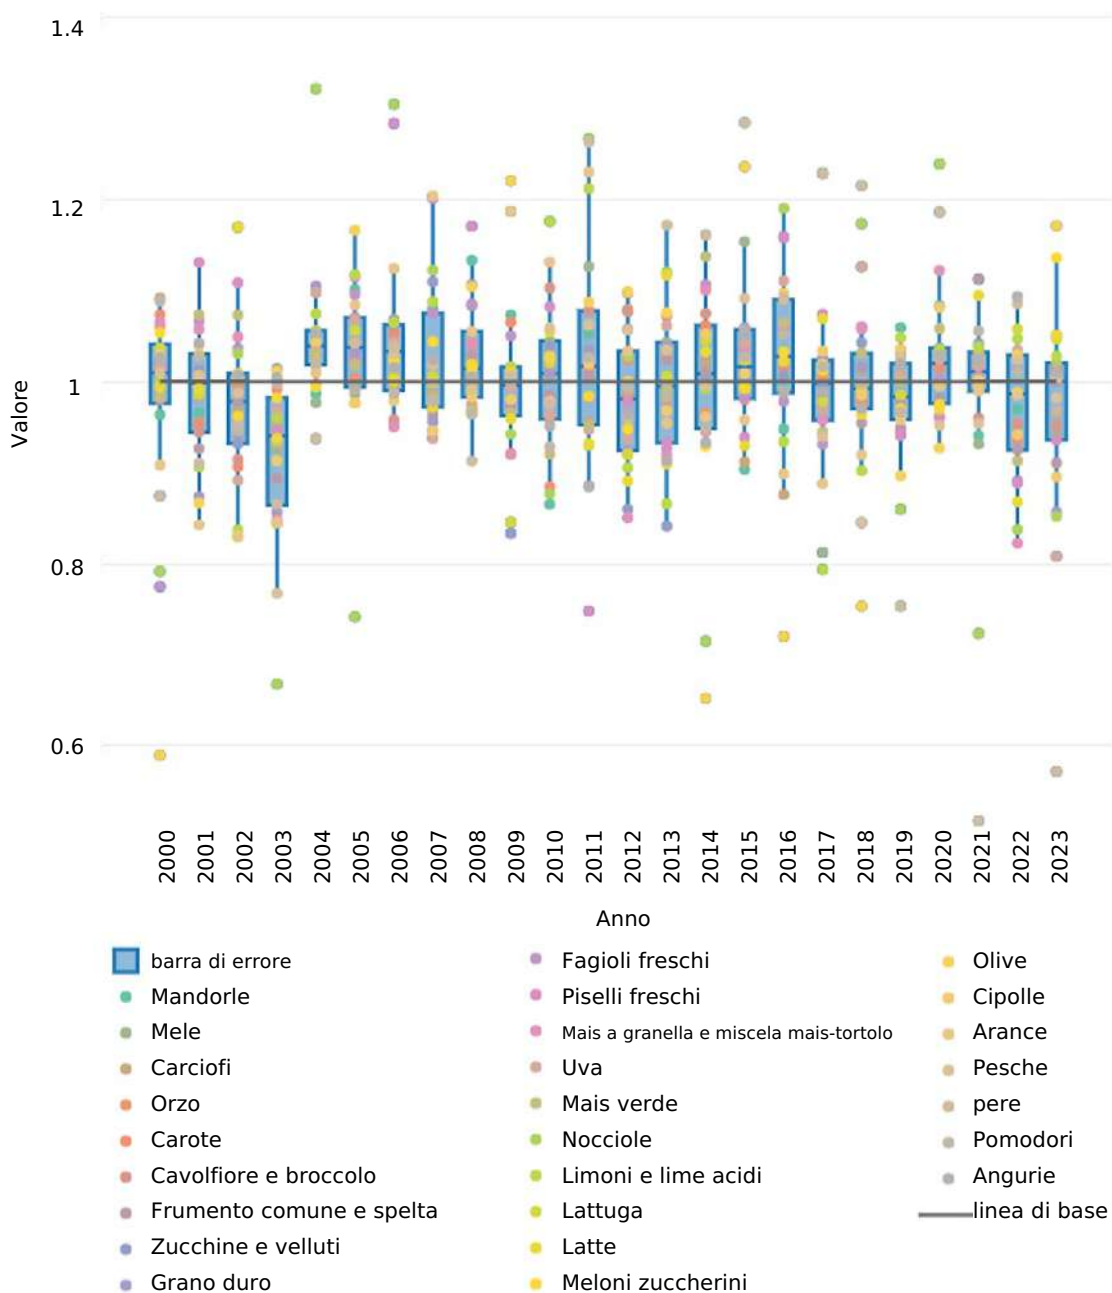 1.4
1.2
1
0.8
0.6
Valore
2000
2001
2002
2003
2004
2005
2006
2007
2008
2009
2010
2011
2012
2013
2014
2015
2016
2017
2018
2019
2020
2021
2022
2023
Anno
barra di errore
Mandorle
Mele
Carciofi
Orzo
Carote
Cavolfiore e broccolo
Frumento comune e spelta
Zucchine e velluti
Grano duro
Fagioli freschi
Piselli freschi
Mais a granella e miscela mais-tortolo
Uva
Mais verde
Nocciole
Limoni e lime acidi
Lattuga
Latte
Meloni zuccherini
Olive
Cipolle
Arance
Pesche
pere
Pomodori
Angurie
linea di base